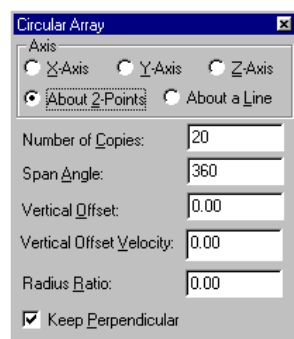 Circular Array
Axis
X-Axis Y-Axis Z-Axis
About 2-Points About a Line
Number of Copies: 20
Span Angle: 360
Vertical Offset: 0.00
Vertical Offset Velocity: 0.00
Radius Ratio: 0.00
Keep Perpendicular